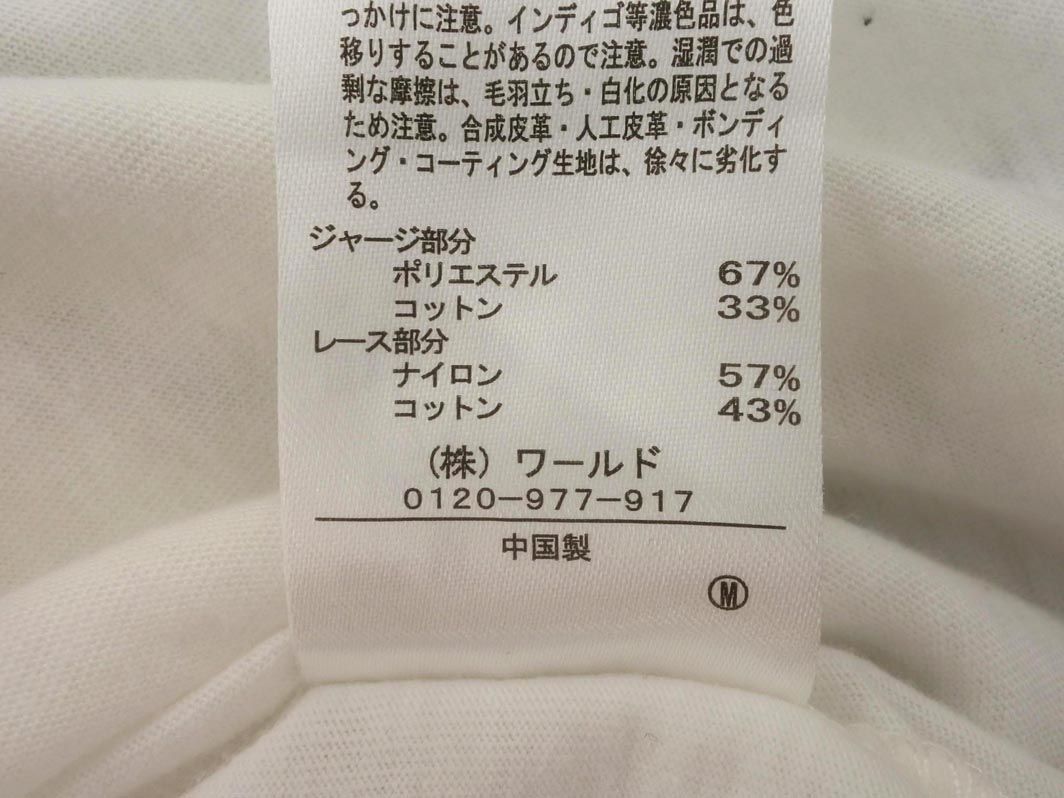 っかけに注意。インディゴ等濃色品は、色
移りすることがあるので注意。湿潤での過
剰な摩擦は、毛羽立ち・白化の原因となる
ため注意。合成皮革・人工皮革・ボンディ
ング・コーティング生地は、徐々に劣化す
る。
ジャージ部分
ポリエステル 67%
コットン 33%
レース部分
ナイロン 57%
コットン 43%
(株)ワールド
0120-977-917
中国製
Ⓜ